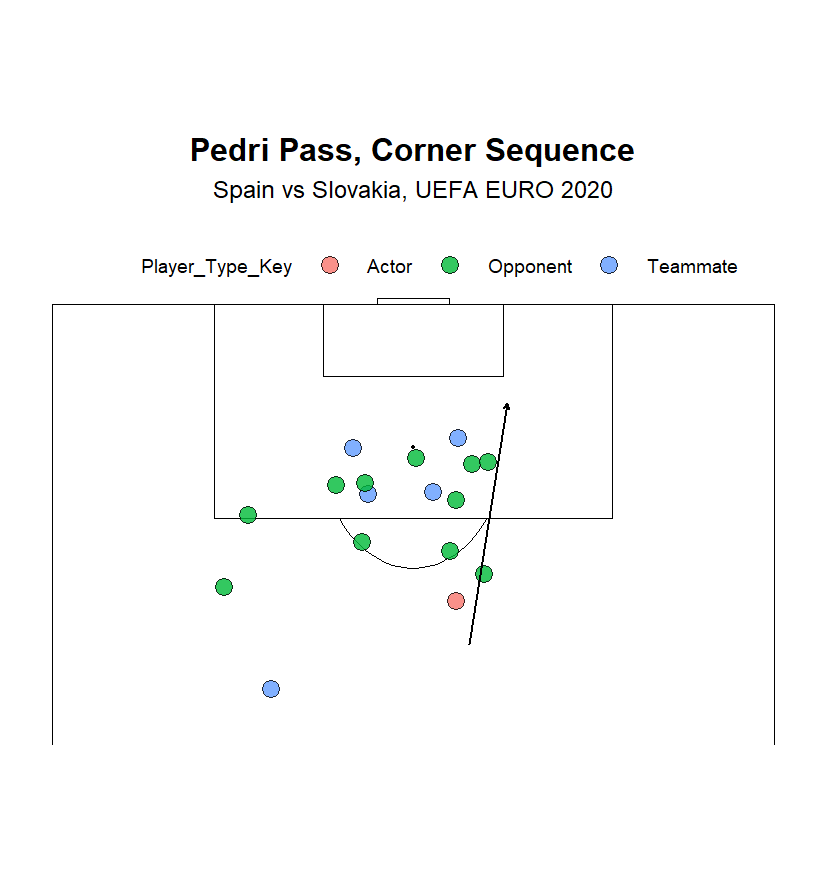 Pedri Pass, Corner Sequence
Spain vs Slovakia, UEFA EURO 2020
Player_Type_Key Actor Opponent Teammate